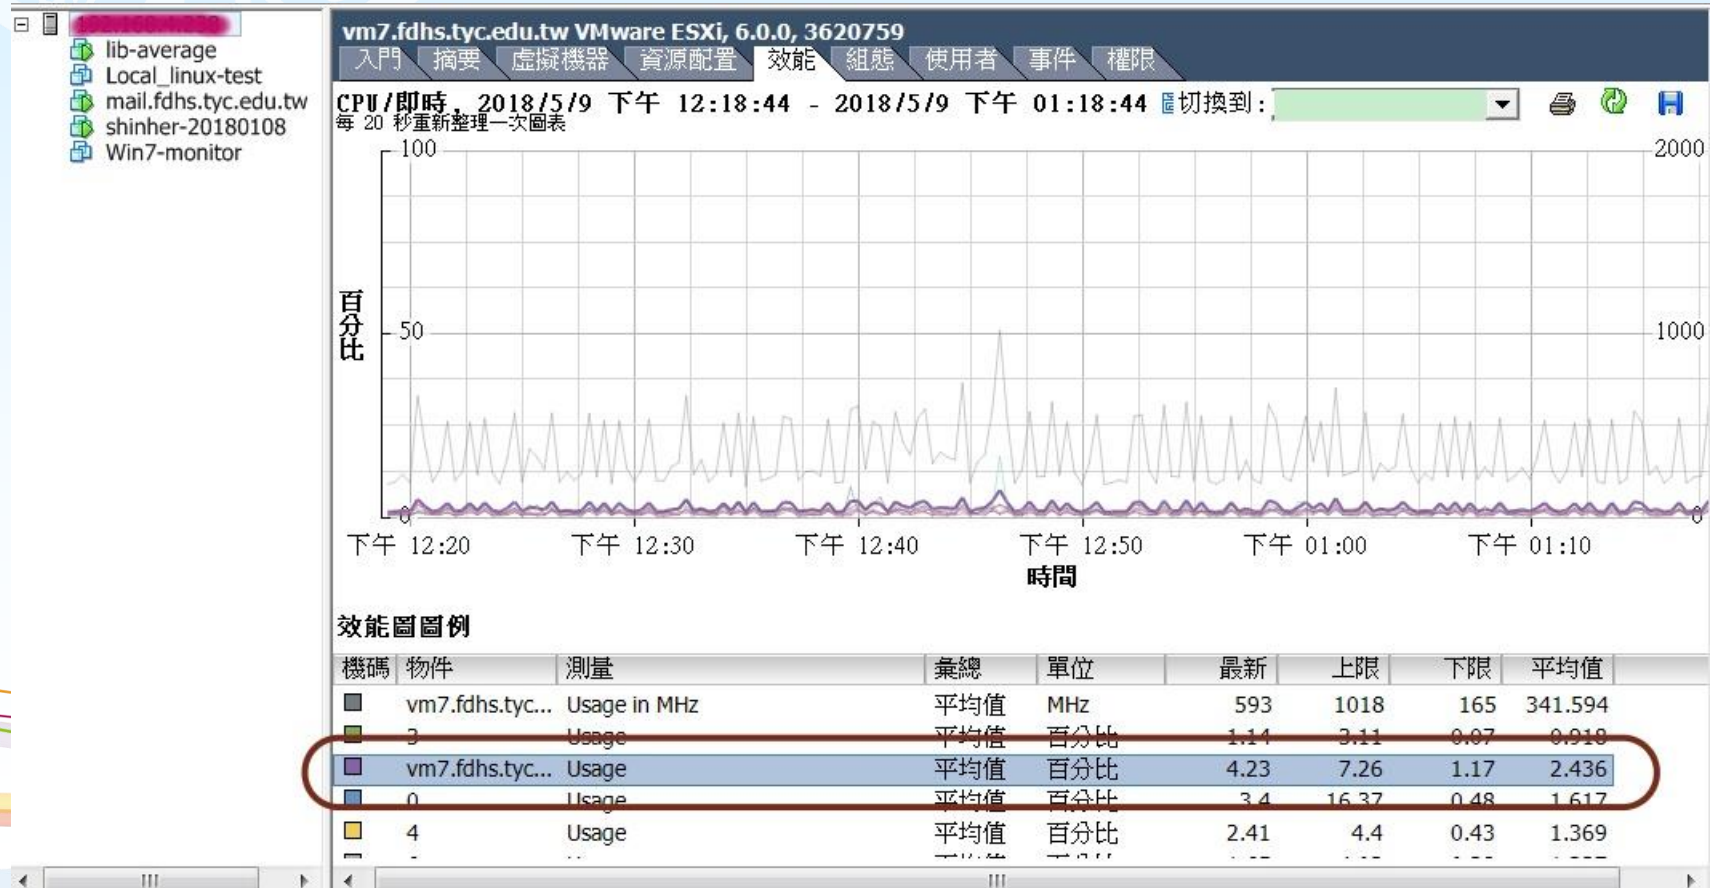 lib-average
Local_linux-test
mail.fdhs.tyc.edu.tw
shinher-20180108
Win7-monitor
vm7.fdhs.tyc.edu.tw VMware ESXi, 6.0.0, 3620759
入門 摘要 虛擬機器 資源配置 效能 組態 使用者 事件 權限
CPU/即時, 2018/5/9 下午 12:18:44 - 2018/5/9 下午 01:18:44 切換到:
每 20 秒重新整理一次圖表
100 2000
百分比
50 1000
0 0
下午 12:20 下午 12:30 下午 12:40 下午 12:50 下午 01:00 下午 01:10
時間
效能圖圖例
機碼 物件 測量 彙總 單位 最新 上限 下限 平均值
vm7.fdhs.tyc... Usage in MHz 平均值 MHz 593 1018 165 341.594
3 Usage 平均值 百分比 1.14 3.11 0.07 0.918
vm7.fdhs.tyc... Usage 平均值 百分比 4.23 7.26 1.17 2.436
0 Usage 平均值 百分比 3.4 16.37 0.48 1.617
4 Usage 平均值 百分比 2.41 4.4 0.43 1.369